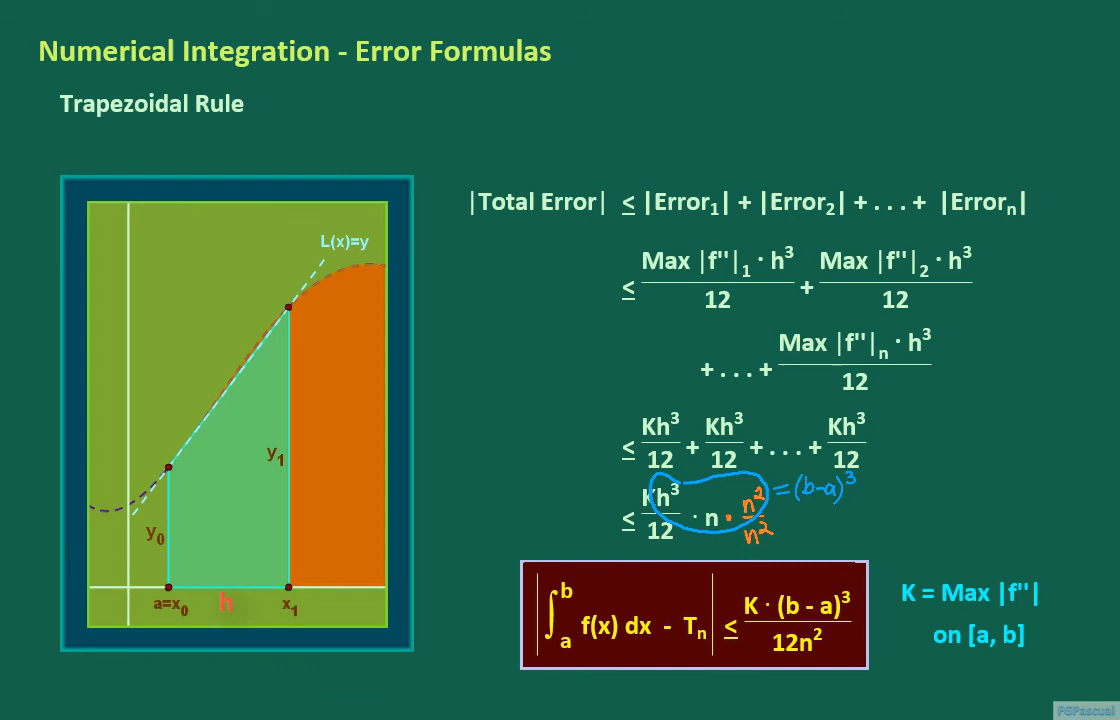 Numerical Integration - Error Formulas
Trapezoidal Rule
|Total Error| ≤ |Error₁| + |Error₂| + . . . + |Errorₙ|
≤ Max |f''|₁ · h³ / 12 + Max |f''|₂ · h³ / 12
+ . . . + Max |f''|ₙ · h³ / 12
≤ Kh³/12 + Kh³/12 + . . . + Kh³/12
≤ Kh³/12 · n · n²/n² = (b-a)³
|∫ₐᵇ f(x) dx - Tₙ| ≤ K · (b - a)³ / 12n²
K = Max |f''|
on [a, b]
L(x)=y
y₁
y₀
a=x₀ h x₁
FGPascual